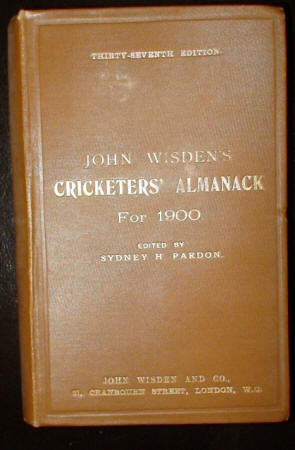 THIRTY-SEVENTH EDITION.
JOHN WISDEN'S
CRICKETERS' ALMANACK
For 1900
EDITED BY
SYDNEY H PARDON.
JOHN WISDEN AND CO.,
21, CRANBOURN STREET, LONDON, W.C.